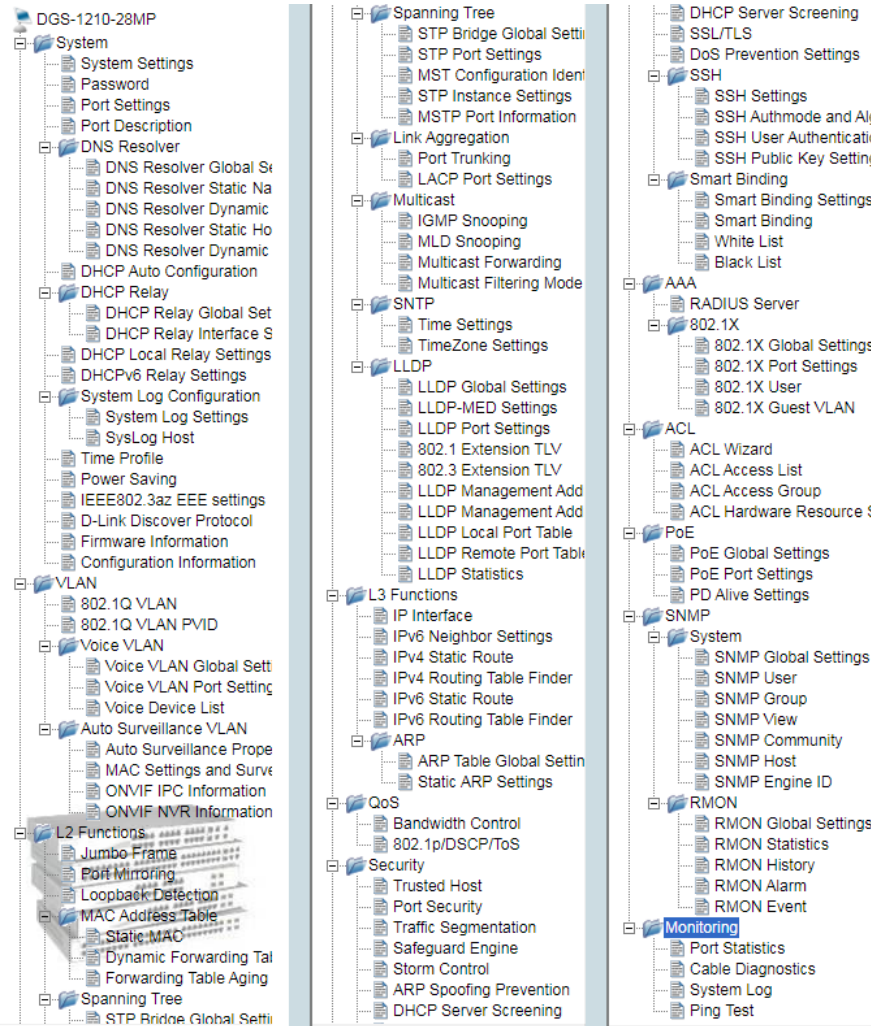 DGS-1210-28MP
System
System Settings
Password
Port Settings
Port Description
DNS Resolver
DNS Resolver Global Se
DNS Resolver Static Na
DNS Resolver Dynamic
DNS Resolver Static Ho
DNS Resolver Dynamic
DHCP Auto Configuration
DHCP Relay
DHCP Relay Global Set
DHCP Relay Interface S
DHCP Local Relay Settings
DHCPv6 Relay Settings
System Log Configuration
System Log Settings
SysLog Host
Time Profile
Power Saving
IEEE802.3az EEE settings
D-Link Discover Protocol
Firmware Information
Configuration Information
VLAN
802.1Q VLAN
802.1Q VLAN PVID
Voice VLAN
Voice VLAN Global Setti
Voice VLAN Port Setting
Voice Device List
Auto Surveillance VLAN
Auto Surveillance Prope
MAC Settings and Surve
ONVIF IPC Information
ONVIF NVR Information
L2 Functions
Jumbo Frame
Port Mirroring
Loopback Detection
MAC Address Table
Static MAC
Dynamic Forwarding Tal
Forwarding Table Aging
Spanning Tree
STP Bridge Global Setti
Spanning Tree
STP Bridge Global Setti
STP Port Settings
MST Configuration Ident
STP Instance Settings
MSTP Port Information
Link Aggregation
Port Trunking
LACP Port Settings
Multicast
IGMP Snooping
MLD Snooping
Multicast Forwarding
Multicast Filtering Mode
SNTP
Time Settings
TimeZone Settings
LLDP
LLDP Global Settings
LLDP-MED Settings
LLDP Port Settings
802.1 Extension TLV
802.3 Extension TLV
LLDP Management Add
LLDP Management Add
LLDP Local Port Table
LLDP Remote Port Table
LLDP Statistics
L3 Functions
IP Interface
IPv6 Neighbor Settings
IPv4 Static Route
IPv4 Routing Table Finder
IPv6 Static Route
IPv6 Routing Table Finder
ARP
ARP Table Global Settin
Static ARP Settings
QoS
Bandwidth Control
802.1p/DSCP/ToS
Security
Trusted Host
Port Security
Traffic Segmentation
Safeguard Engine
Storm Control
ARP Spoofing Prevention
DHCP Server Screening
DHCP Server Screening
SSL/TLS
DoS Prevention Settings
SSH
SSH Settings
SSH Authmode and Alg
SSH User Authenticatio
SSH Public Key Setting
Smart Binding
Smart Binding Settings
Smart Binding
White List
Black List
AAA
RADIUS Server
802.1X
802.1X Global Settings
802.1X Port Settings
802.1X User
802.1X Guest VLAN
ACL
ACL Wizard
ACL Access List
ACL Access Group
ACL Hardware Resource S
PoE
PoE Global Settings
PoE Port Settings
PD Alive Settings
SNMP
System
SNMP Global Settings
SNMP User
SNMP Group
SNMP View
SNMP Community
SNMP Host
SNMP Engine ID
RMON
RMON Global Settings
RMON Statistics
RMON History
RMON Alarm
RMON Event
Monitoring
Port Statistics
Cable Diagnostics
System Log
Ping Test